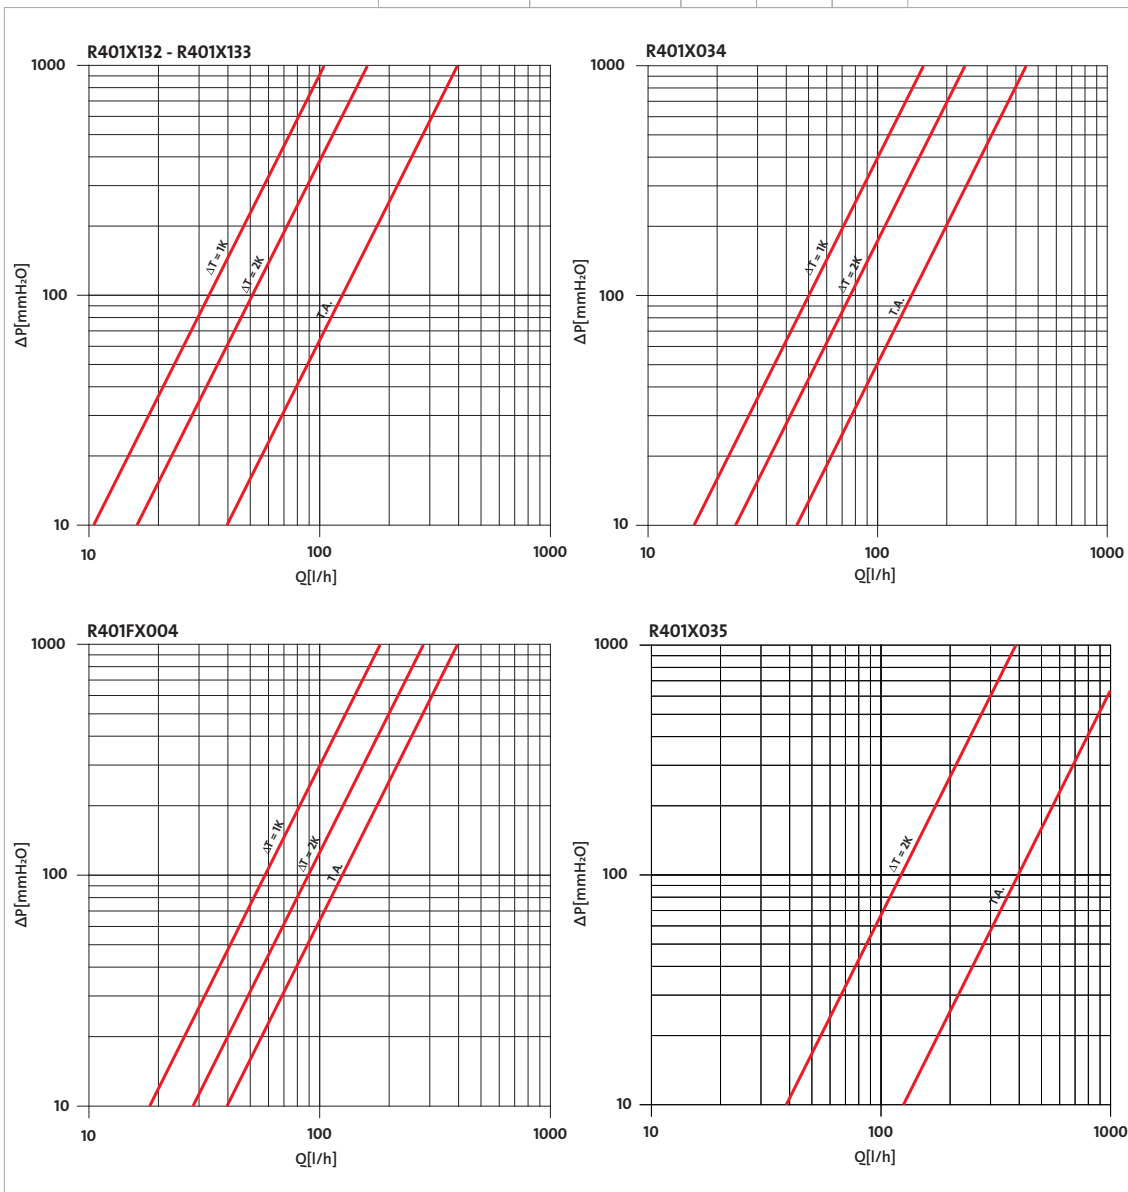 R401X132 - R401X133
1000
100
10
ΔP[mmH₂O]
ΔT = 1K
ΔT = 2K
T.A.
10
100
1000
Q[l/h]
R401X034
1000
100
10
ΔP[mmH₂O]
ΔT = 1K
ΔT = 2K
T.A.
10
100
1000
Q[l/h]
R401FX004
1000
100
10
ΔP[mmH₂O]
ΔT = 1K
ΔT = 2K
T.A.
10
100
1000
Q[l/h]
R401X035
1000
100
10
ΔP[mmH₂O]
ΔT = 2K
T.A.
10
100
1000
Q[l/h]